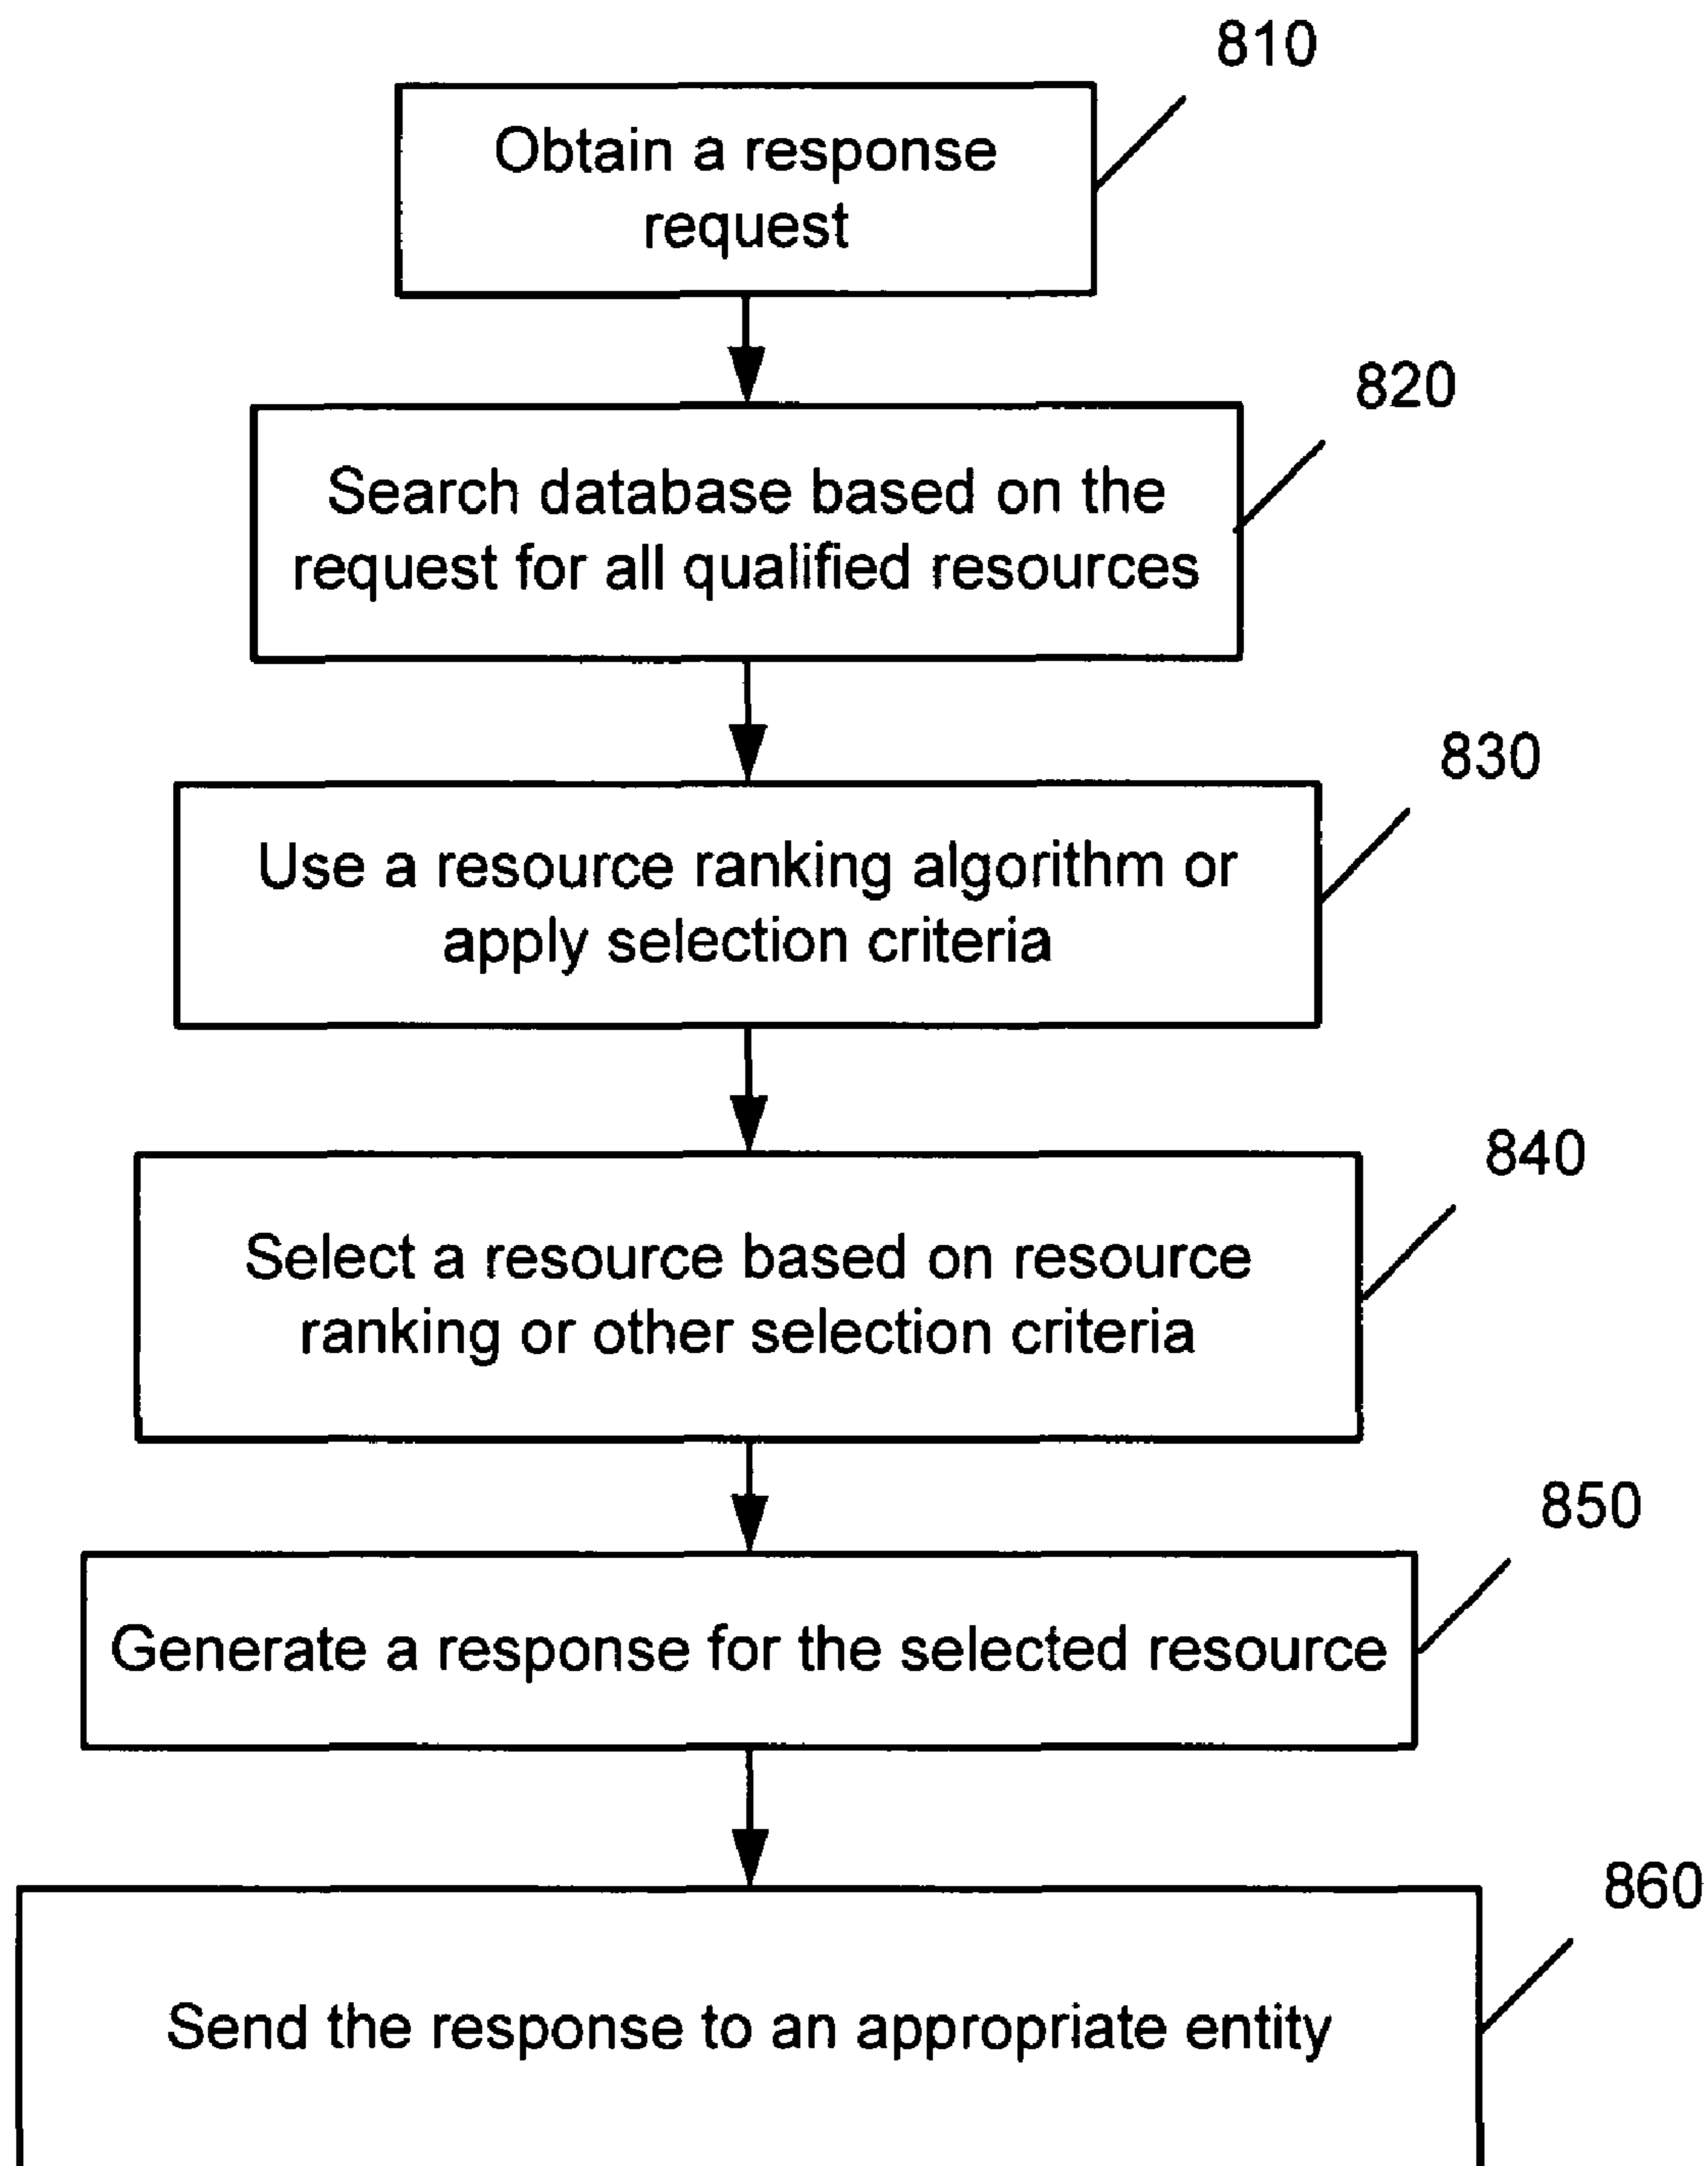 810
Obtain a response
request
820
Search database based on the
request for all qualified resources
830
Use a resource ranking algorithm or
apply selection criteria
840
Select a resource based on resource
ranking or other selection criteria
850
Generate a response for the selected resource
860
Send the response to an appropriate entity